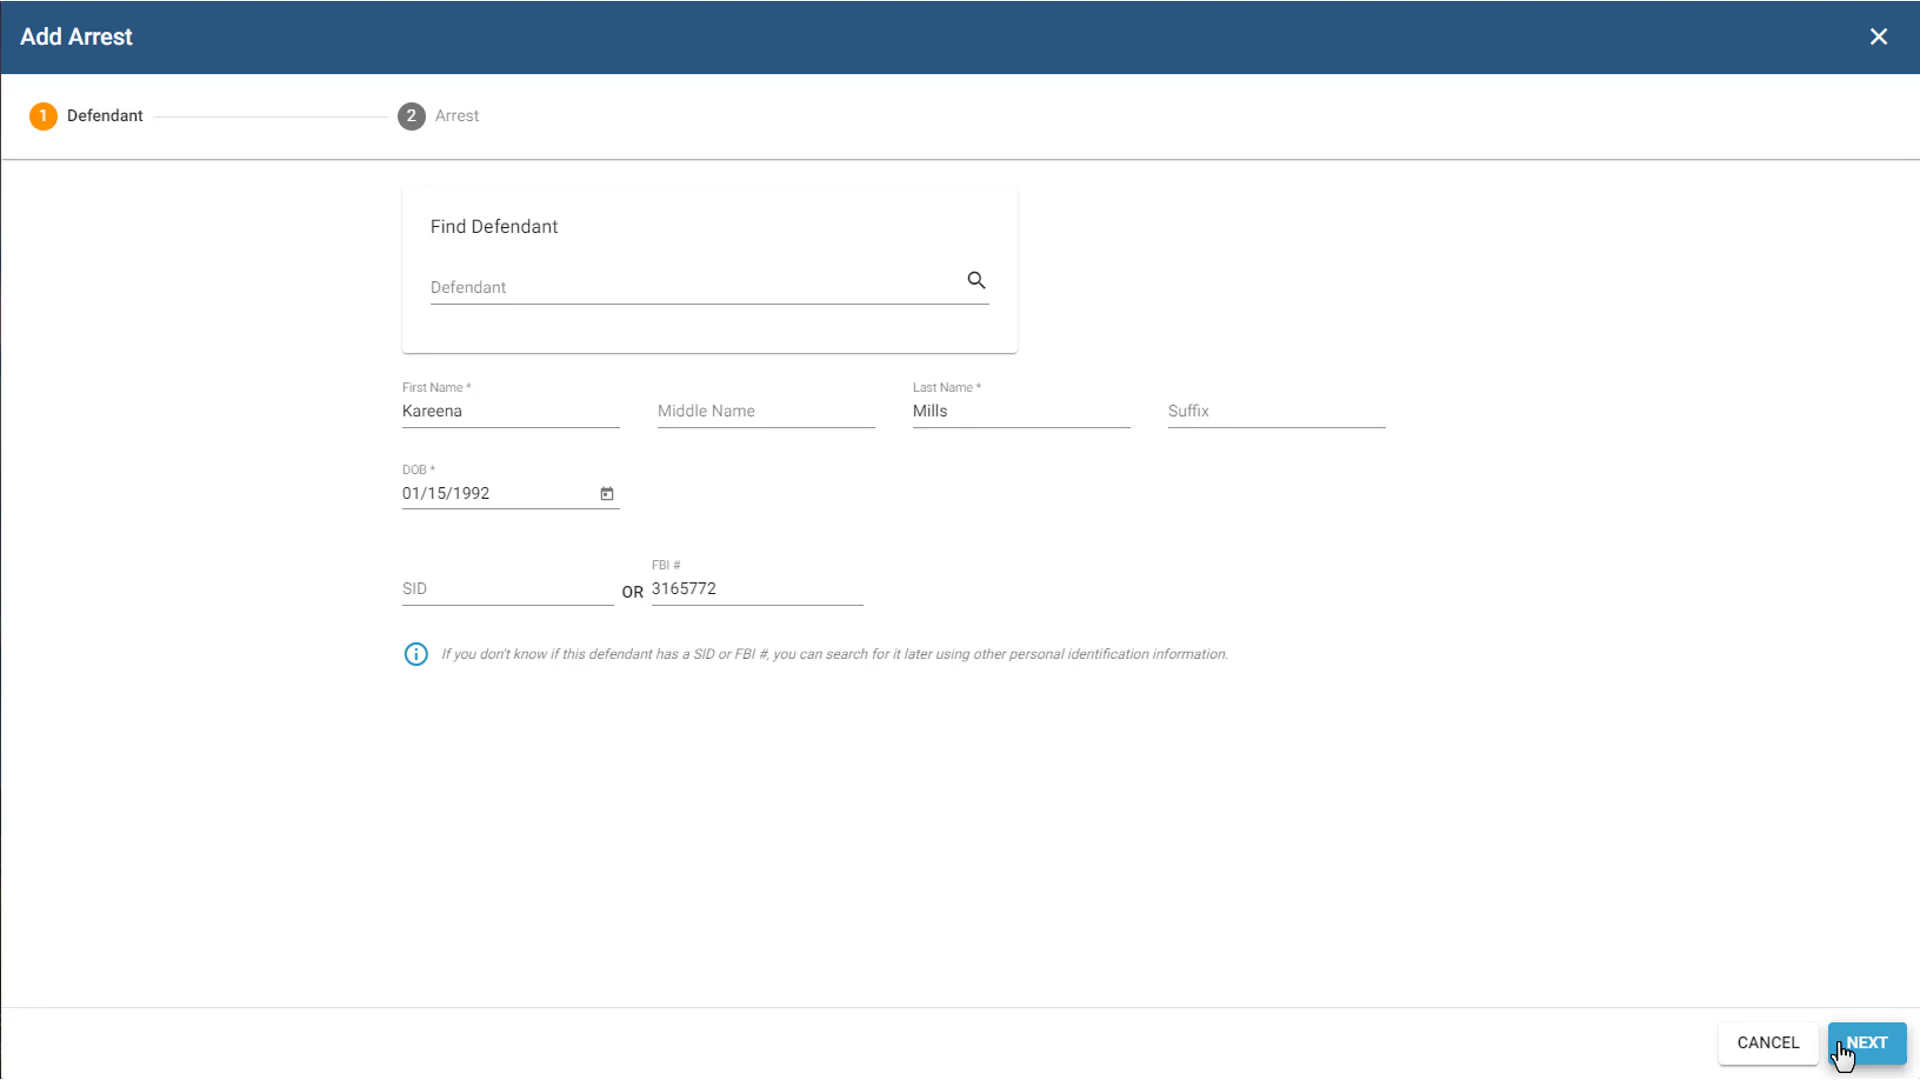 Add Arrest
1 Defendant 2 Arrest
Find Defendant
Defendant
First Name * Last Name *
Kareena Middle Name Mills Suffix
DOB *
01/15/1992
FBI #
SID OR 3165772
If you don't know if this defendant has a SID or FBI #, you can search for it later using other personal identification information.
CANCEL NEXT